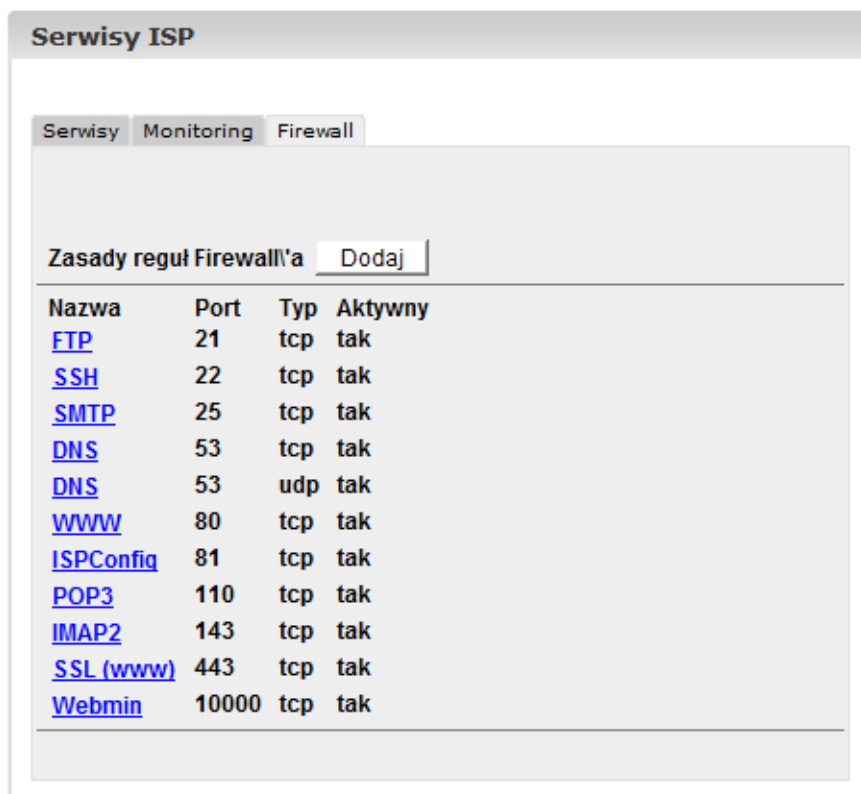 Serwisy ISP
Serwisy Monitoring Firewall
Zasady reguł Firewall\'a Dodaj
Nazwa Port Typ Aktywny
FTP 21 tcp tak
SSH 22 tcp tak
SMTP 25 tcp tak
DNS 53 tcp tak
DNS 53 udp tak
WWW 80 tcp tak
ISPConfig 81 tcp tak
POP3 110 tcp tak
IMAP2 143 tcp tak
SSL (www) 443 tcp tak
Webmin 10000 tcp tak